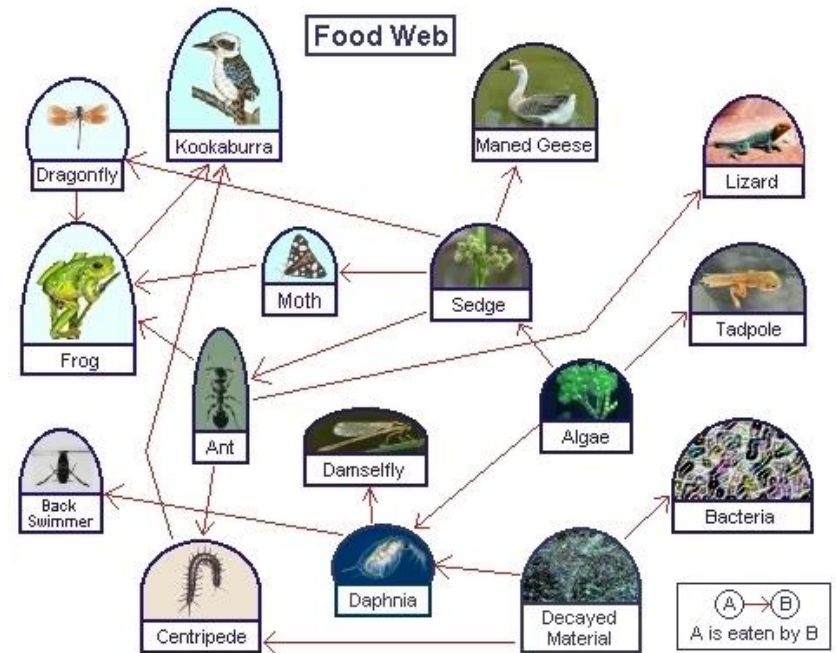 Food Web
Kookaburra
Maned Geese
Dragonfly
Lizard
Moth
Sedge
Tadpole
Frog
Ant
Algae
Damselfly
Back
Swimmer
Bacteria
Daphnia
Decayed
Material
Centripede
A
B
A is eaten by B